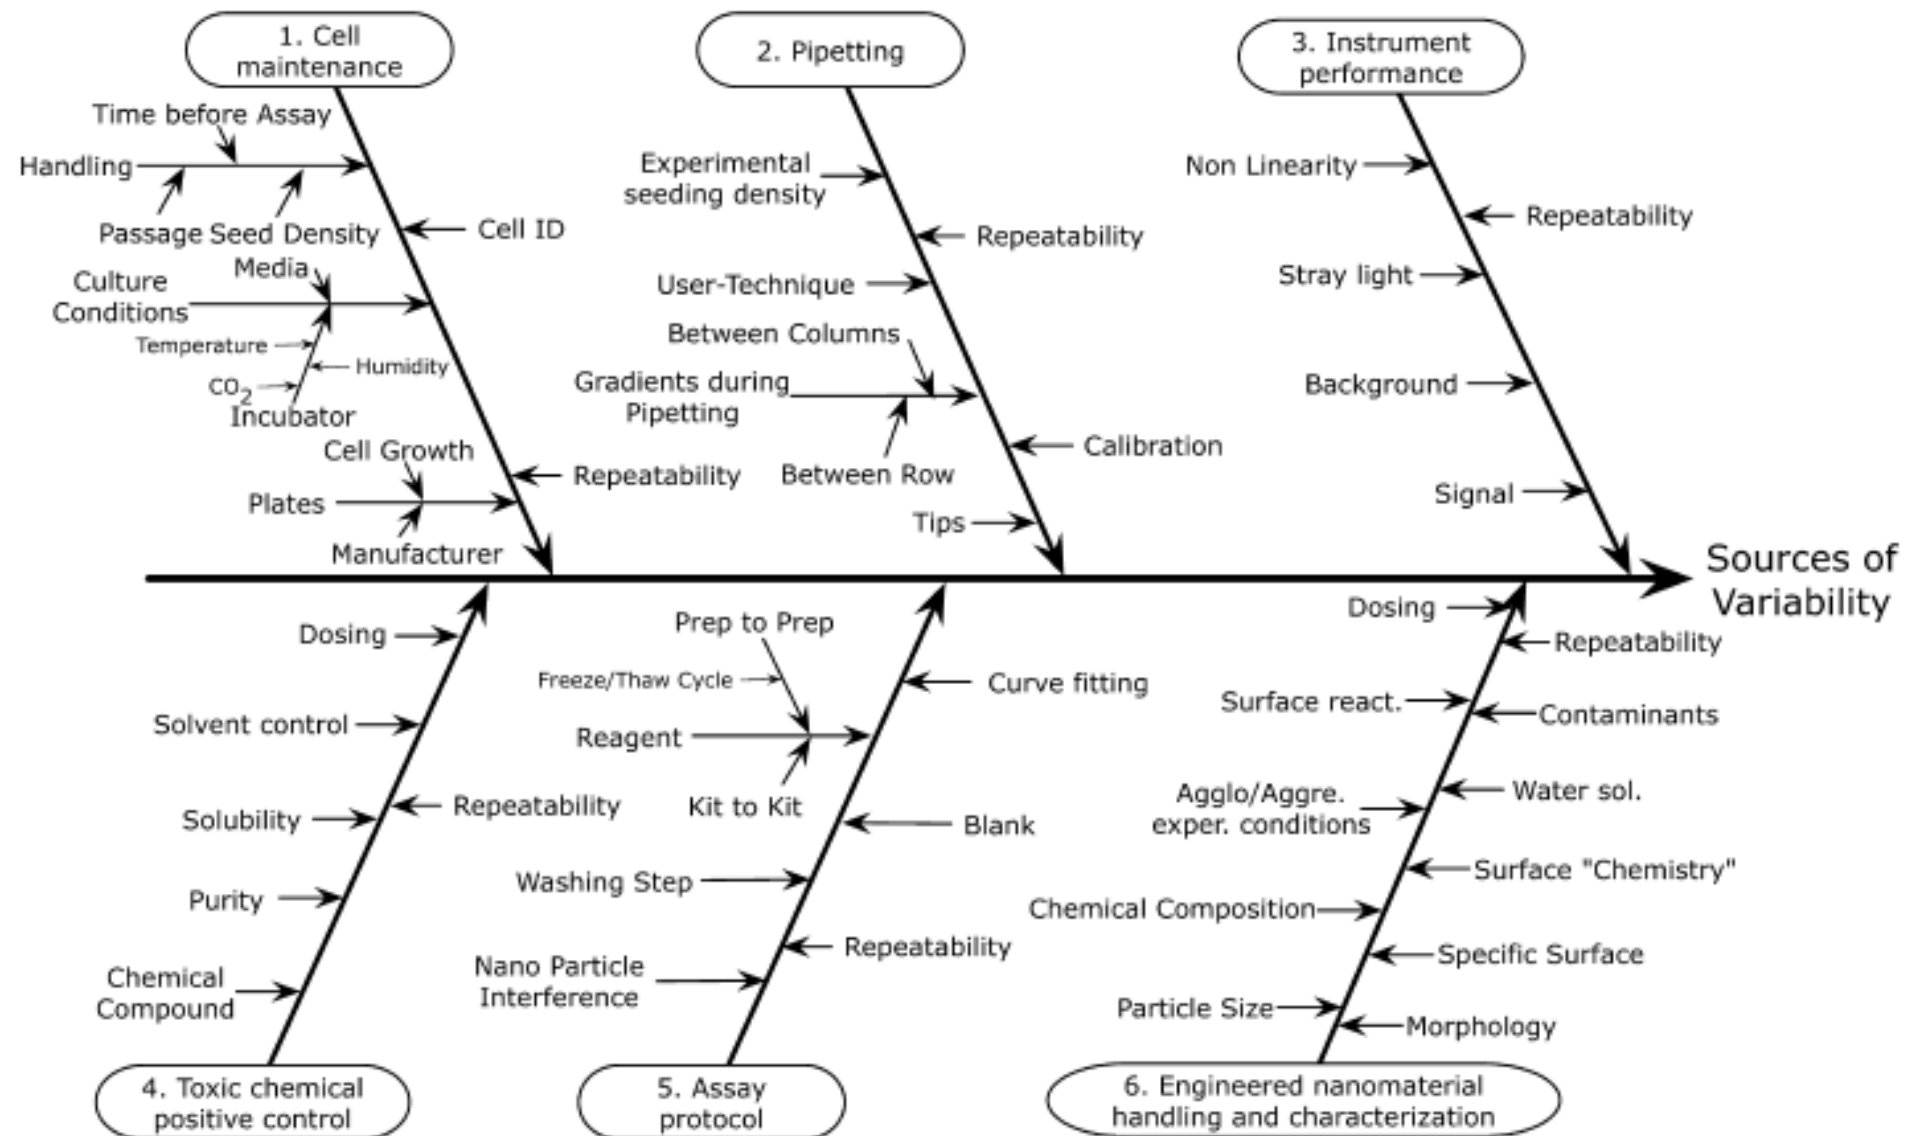 1. Cell
maintenance
2. Pipetting
3. Instrument
performance
Time before Assay
Handling
Passage
Seed Density
Cell ID
Media
Culture
Conditions
Temperature
Humidity
CO2
Incubator
Cell Growth
Plates
Repeatability
Manufacturer
Experimental
seeding density
Repeatability
User-Technique
Between Columns
Gradients during
Pipetting
Between Row
Calibration
Tips
Non Linearity
Repeatability
Stray light
Background
Signal
Sources of
Variability
Dosing
Solvent control
Solubility
Repeatability
Purity
Chemical
Compound
4. Toxic chemical
positive control
Prep to Prep
Freeze/Thaw Cycle
Curve fitting
Reagent
Kit to Kit
Blank
Washing Step
Repeatability
Nano Particle
Interference
5. Assay
protocol
Dosing
Repeatability
Surface react.
Contaminants
Water sol.
Agglo/Aggre.
exper. conditions
Surface "Chemistry"
Chemical Composition
Specific Surface
Particle Size
Morphology
6. Engineered nanomaterial
handling and characterization